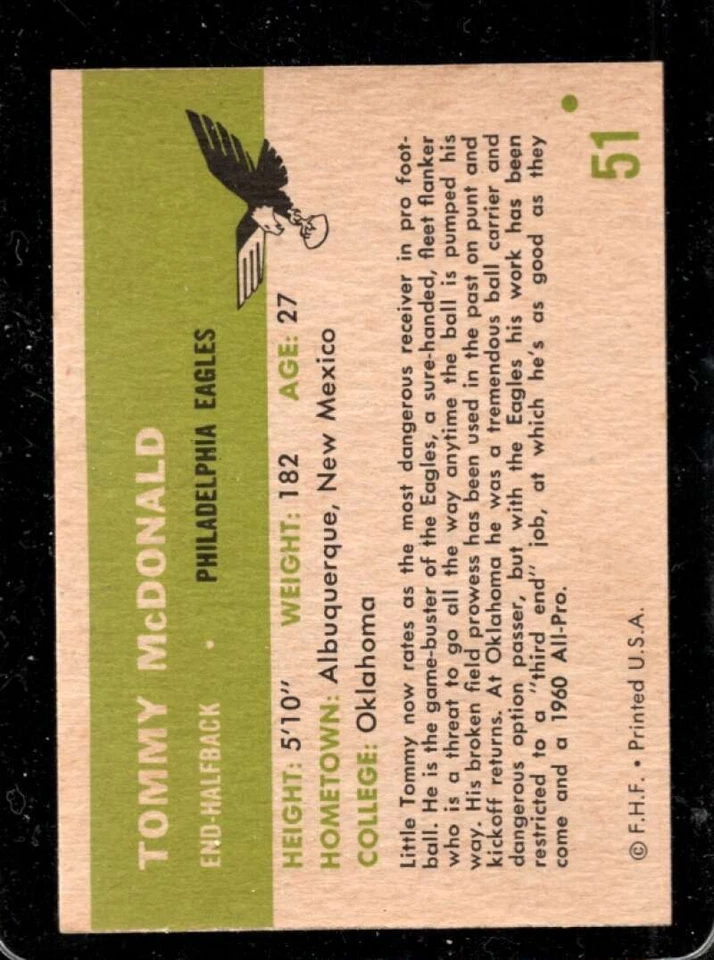 TOMMY McDONALD
END-HALFBACK • PHILADELPHIA EAGLES
HEIGHT: 5'10" WEIGHT: 182 AGE: 27
HOMETOWN: Albuquerque, New Mexico
COLLEGE: Oklahoma
Little Tommy now rates as the most dangerous receiver in pro foot-
ball. He is the game-buster of the Eagles, a sure-handed, fleet flanker
who is a threat to go all the way anytime the ball is pumped his
way. His broken field prowess has been used in the past on punt and
kickoff returns. At Oklahoma he was a tremendous ball carrier and
dangerous option passer, but with the Eagles his work has been
restricted to a "third end" job, at which he's as good as they
come and a 1960 All-Pro.
© F.H.F. • Printed U.S.A.
51 •